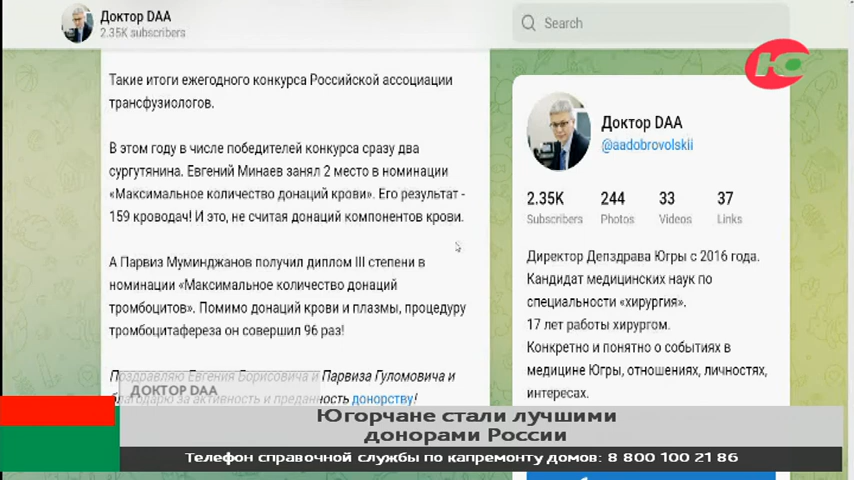 Доктор DAA
2.35K subscribers
Search
Такие итоги ежегодного конкурса Российской ассоциации
трансфузиологов.
В этом году в числе победителей конкурса сразу два
сургутянина. Евгений Минаев занял 2 место в номинации
«Максимальное количество донаций крови». Его результат -
159 кроводач! И это, не считая донаций компонентов крови.
А Парвиз Муминджанов получил диплом III степени в
номинации «Максимальное количество донаций
тромбоцитов». Помимо донаций крови и плазмы, процедуру
тромбоцитафереза он совершил 96 раз!
Поздравляю Евгения Борисовича и Парвиза Гуломовича и
благодарю за активность и преданность донорству!
ЮС
Доктор DAA
@aadobrovolskii
2.35K 244 33 37
Subscribers Photos Videos Links
Директор Депздрава Югры с 2016 года.
Кандидат медицинских наук по
специальности «хирургия».
17 лет работы хирургом.
Конкретно и понятно о событиях в
медицине Югры, отношениях, личностях,
интересах.
ДОКТОР DAA
Югорчане стали лучшими
донорами России
Телефон справочной службы по капремонту домов: 8 800 100 21 86